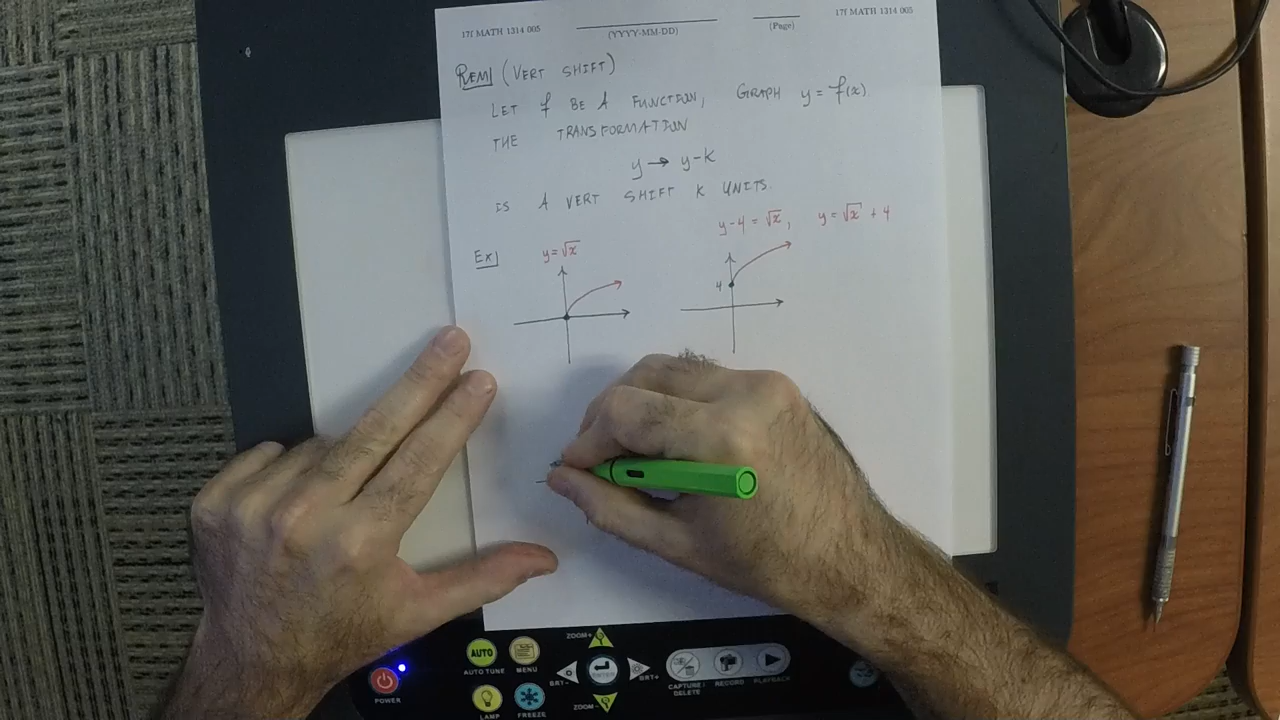 17f MATH 1314 005 (YYYY-MM-DD) (Page) 17f MATH 1314 005
REM (VERT SHIFT)
LET f BE A FUNCTION, GRAPH y = f(x)
THE TRANSFORMATION
y → y-k
IS A VERT SHIFT K UNITS.
y-4 = √x, y = √x + 4
Ex y=√x
4
ZOOM+
AUTO
AUTO TUNE
MENU
ENTER
BRT-
BRT+
CAPTURE/
DELETE
RECORD
PLAYBACK
POWER
LAMP
FREEZE
ZOOM-